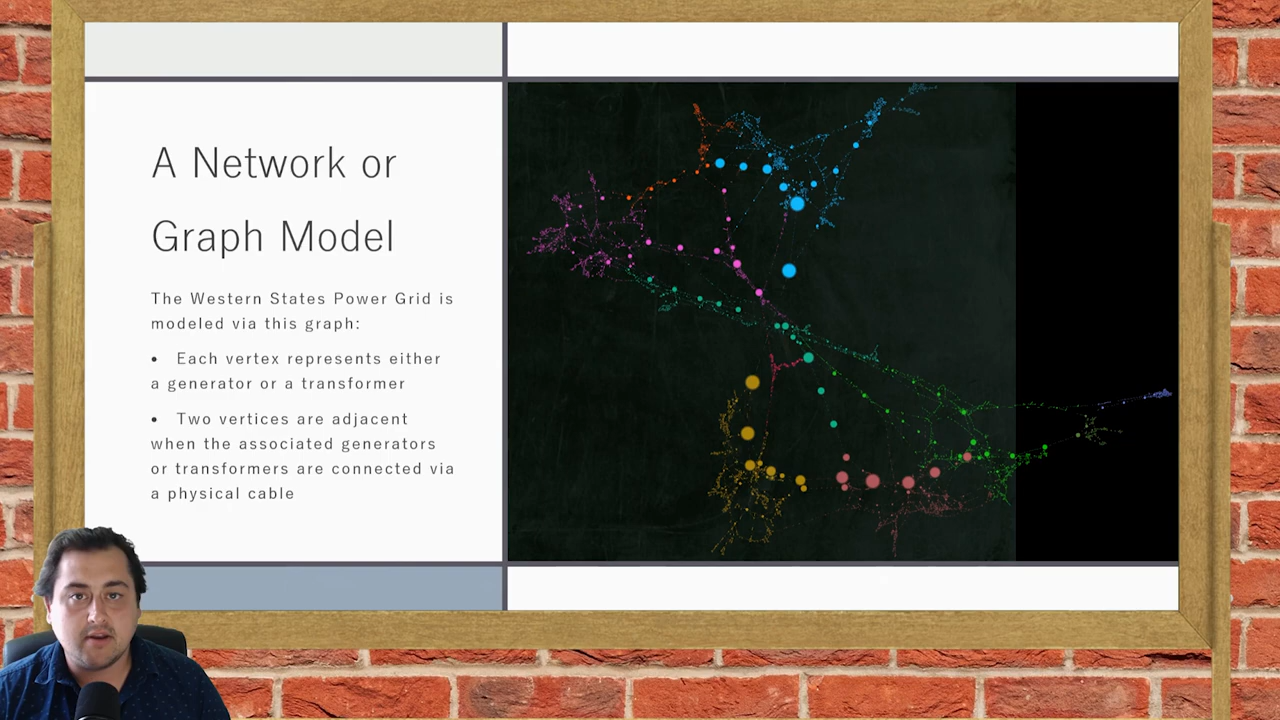 A Network or
Graph Model
The Western States Power Grid is
modeled via this graph:
• Each vertex represents either
a generator or a transformer
• Two vertices are adjacent
when the associated generators
or transformers are connected via
a physical cable